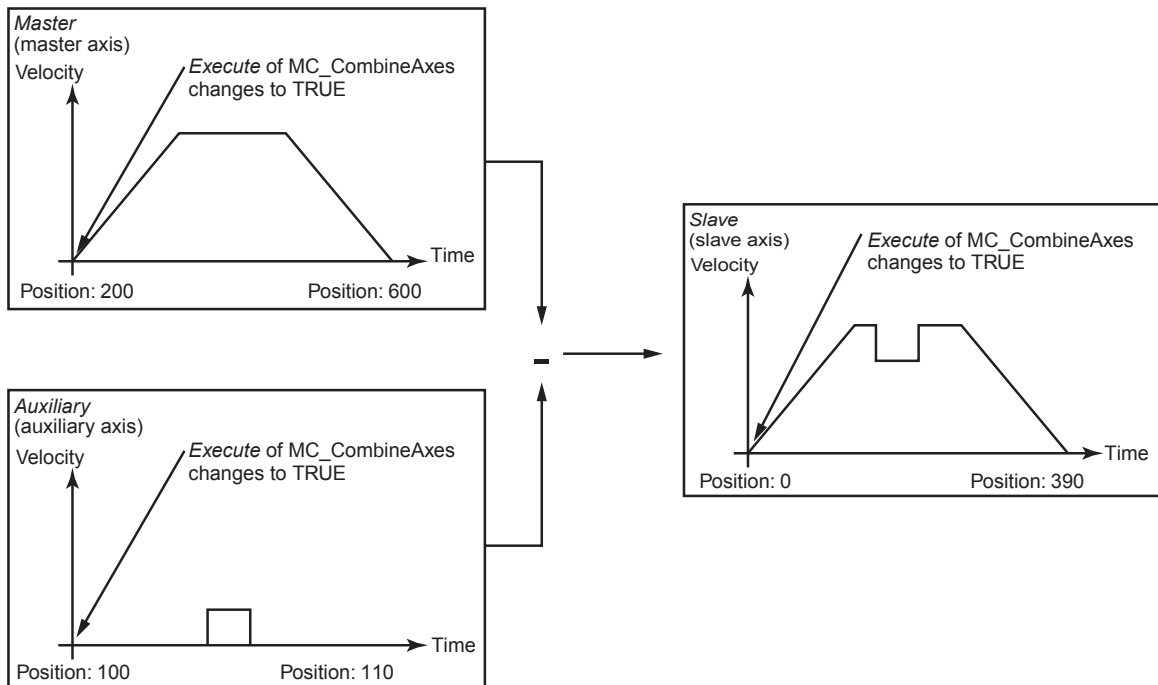 Master
(master axis)
Velocity
Execute of MC_CombineAxes
changes to TRUE
Time
Position: 200
Position: 600
-
Slave
(slave axis)
Velocity
Execute of MC_CombineAxes
changes to TRUE
Time
Position: 0
Position: 390
Auxiliary
(auxiliary axis)
Velocity
Execute of MC_CombineAxes
changes to TRUE
Time
Position: 100
Position: 110